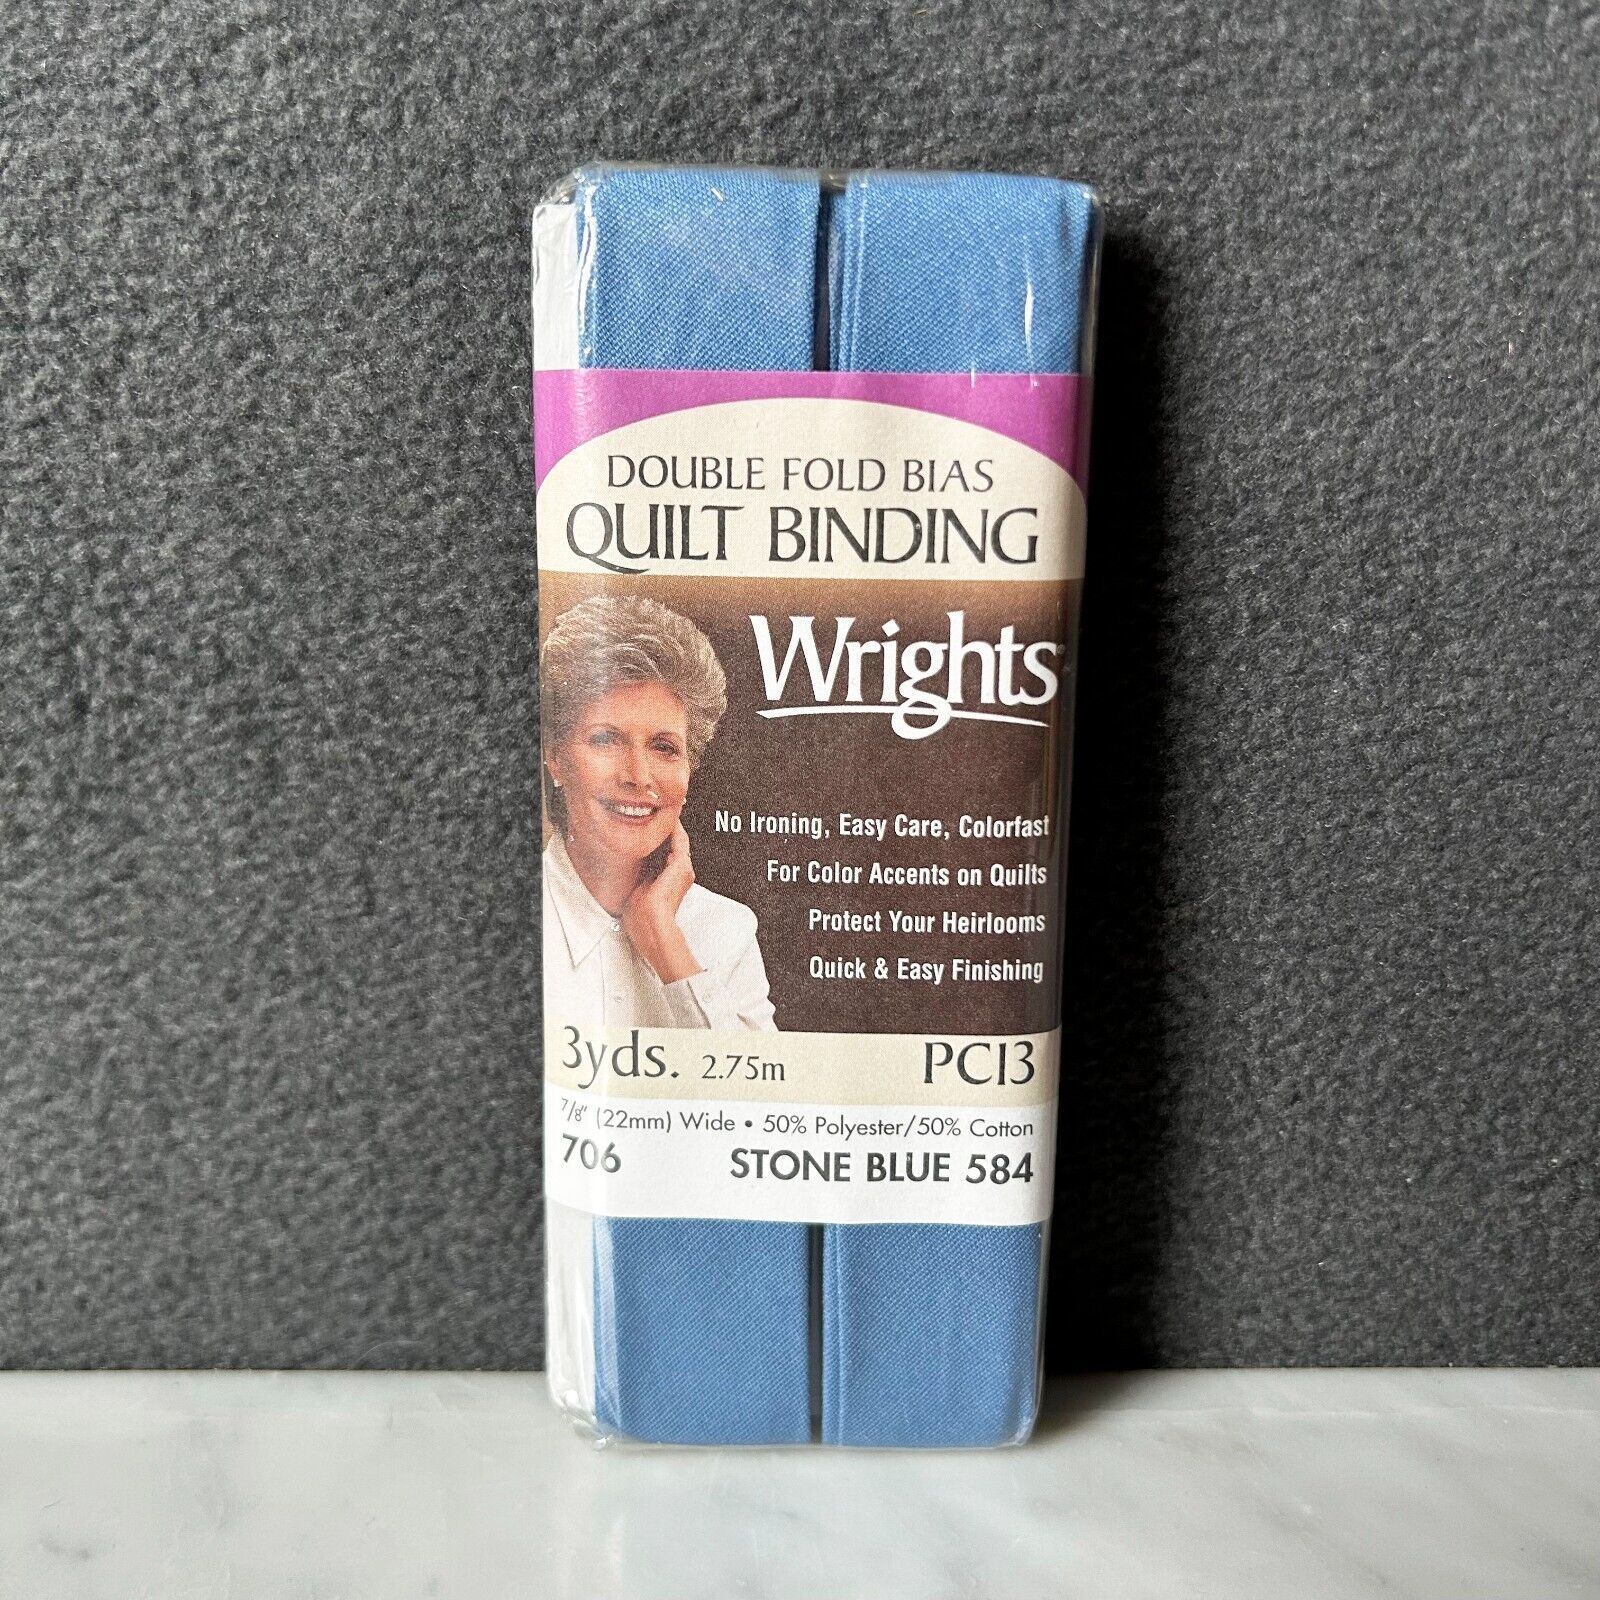 DOUBLE FOLD BIAS
QUILT BINDING
Wrights
No Ironing, Easy Care, Colorfast
For Color Accents on Quilts
Protect Your Heirlooms
Quick & Easy Finishing
3yds. 2.75m PC13
7/8" (22mm) Wide • 50% Polyester/50% Cotton
706 STONE BLUE 584